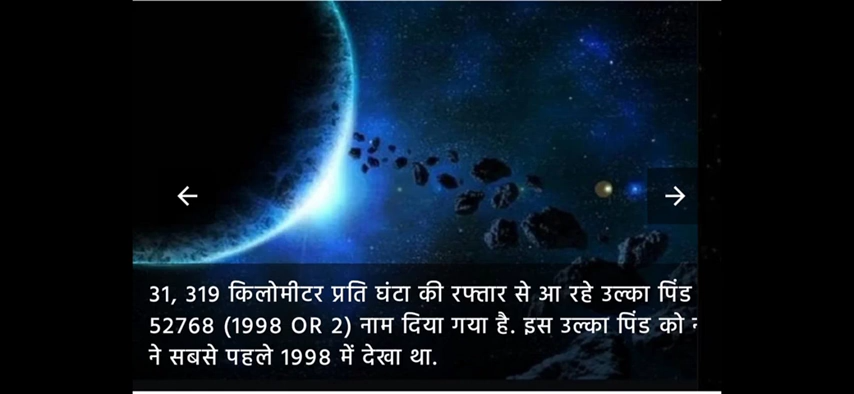 31, 319 किलोमीटर प्रति घंटा की रफ्तार से आ रहे उल्का पिंड
52768 (1998 OR 2) नाम दिया गया है. इस उल्का पिंड को
ने सबसे पहले 1998 में देखा था.